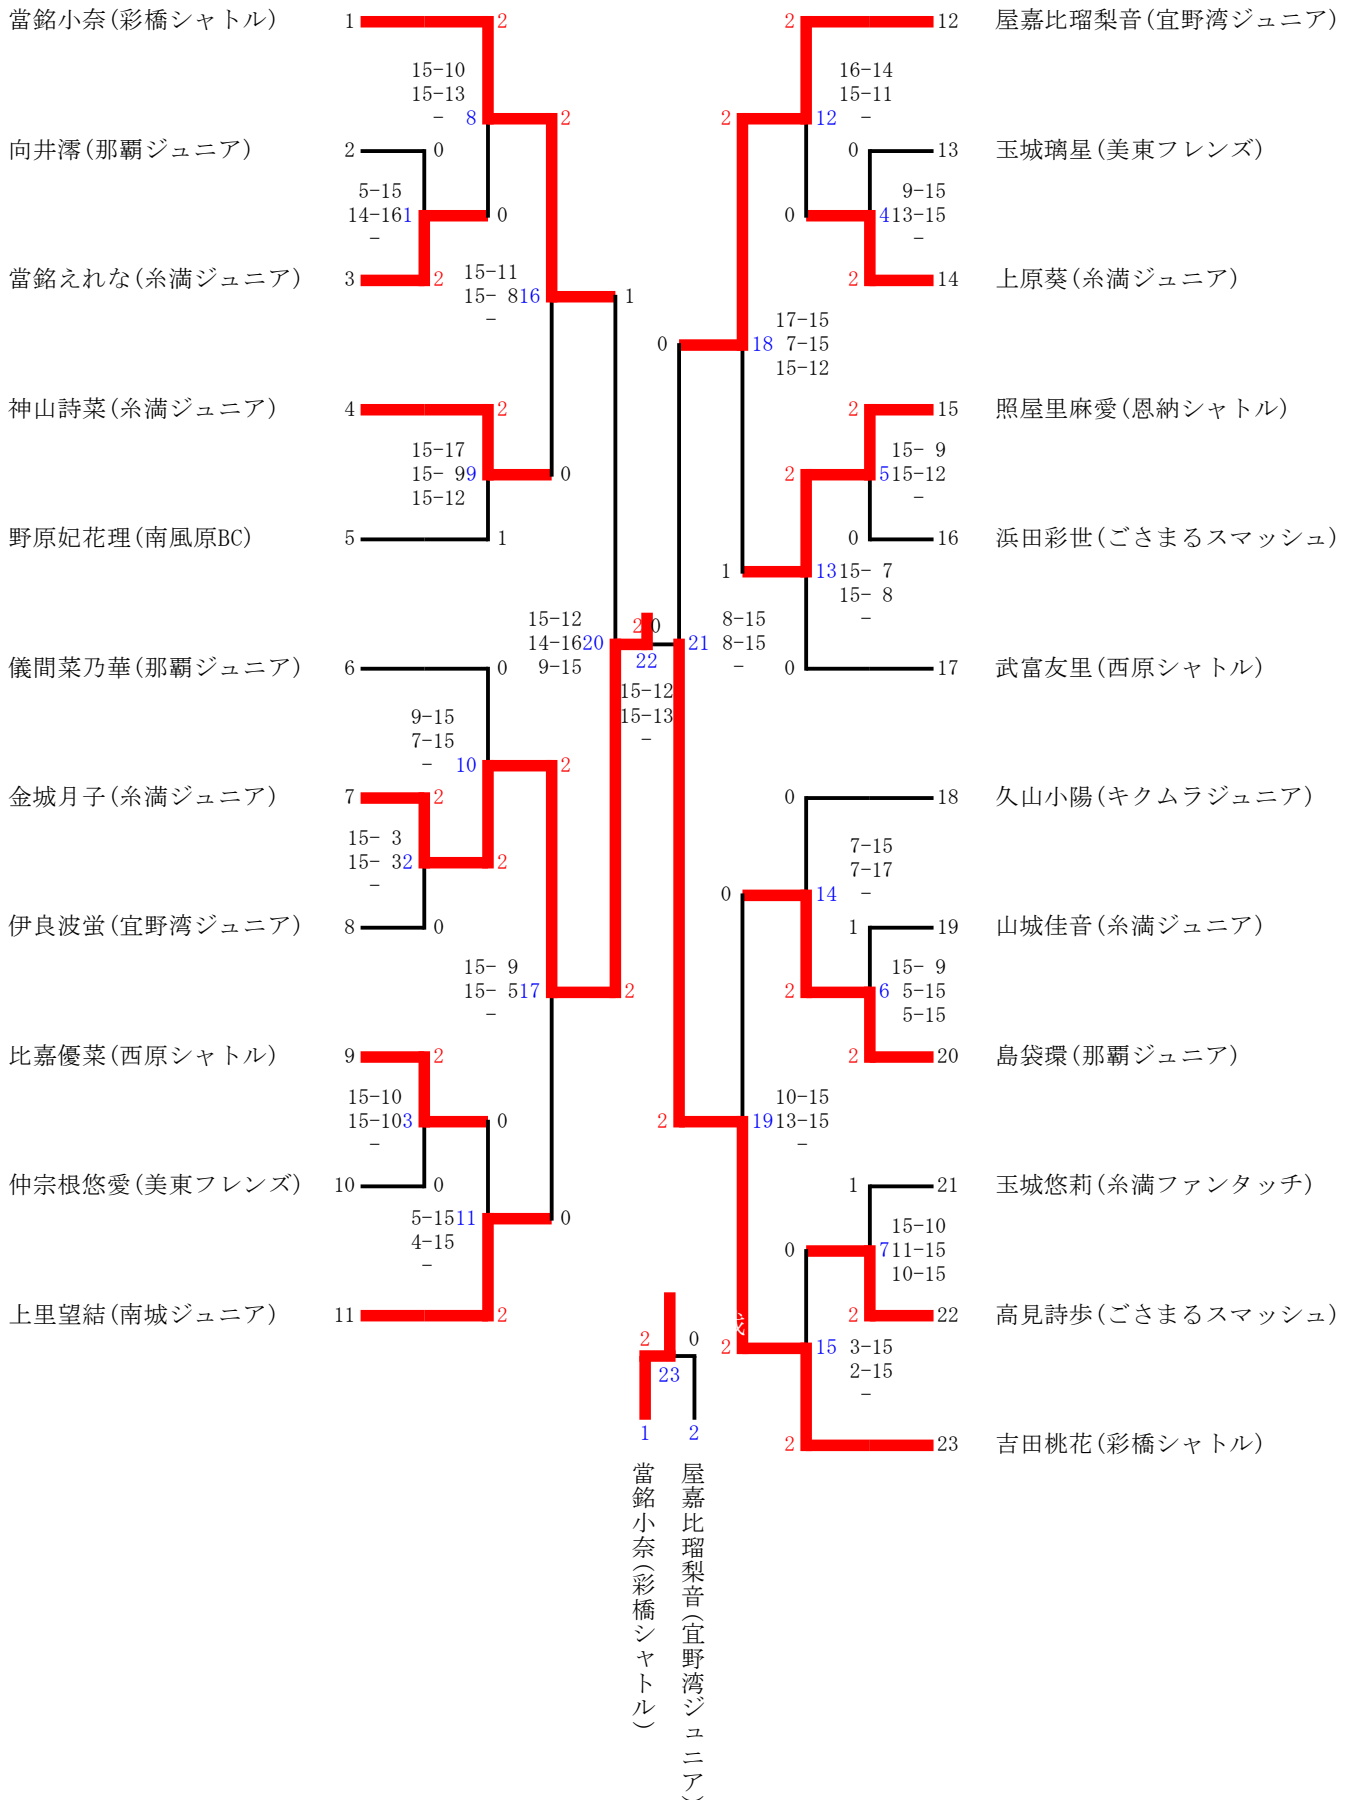 當銘小奈(彩橋シャトル) 1 2 2 12 屋嘉比瑠梨音(宜野湾ジュニア)
15-10 16-14
15-13 15-11
- 8 2 2 12 -
向井澪(那覇ジュニア) 2 0 0 13 玉城璃星(美東フレンズ)
5-15 9-15
14-16 1 0 0 4 13-15
- -
當銘えれな(糸満ジュニア) 3 2 2 14 上原葵(糸満ジュニア)
15-11
15- 8 16 1
-
17-15
0 18 7-15
15-12
神山詩菜(糸満ジュニア) 4 2 2 15 照屋里麻愛(恩納シャトル)
15-17 15- 9
15- 9 9 0 2 5 15-12
15-12 -
野原妃花理(南風原BC) 5 1 0 16 浜田彩世(ごさまるスマッシュ)
1 13 15- 7
15- 8
-
15-12 2 0 8-15
14-16 20 21 8-15
9-15 22 -
儀間菜乃華(那覇ジュニア) 6 0 0 17 武富友里(西原シャトル)
15-12
15-13
-
9-15
7-15
- 10 2
金城月子(糸満ジュニア) 7 2 0 18 久山小陽(キクムラジュニア)
15- 3 7-15
15- 3 2 2 7-17
- 0 14 -
伊良波蛍(宜野湾ジュニア) 8 0 1 19 山城佳音(糸満ジュニア)
15- 9 15- 9
15- 5 17 2 2 6 5-15
- 5-15
比嘉優菜(西原シャトル) 9 2 2 20 島袋環(那覇ジュニア)
15-10 10-15
15-10 3 0 2 19 13-15
- -
仲宗根悠愛(美東フレンズ) 10 0 1 21 玉城悠莉(糸満ファンタッチ)
5-15 11 0 15-10
4-15 0 7 11-15
- 10-15
上里望結(南城ジュニア) 11 2 2 22 高見詩歩(ごさまるスマッシュ)
2 0 2 15 3-15
23 2-15
-
1 2
2 23 吉田桃花(彩橋シャトル)
當銘小奈(彩橋シャトル)
屋嘉比瑠梨音(宜野湾ジュニア)